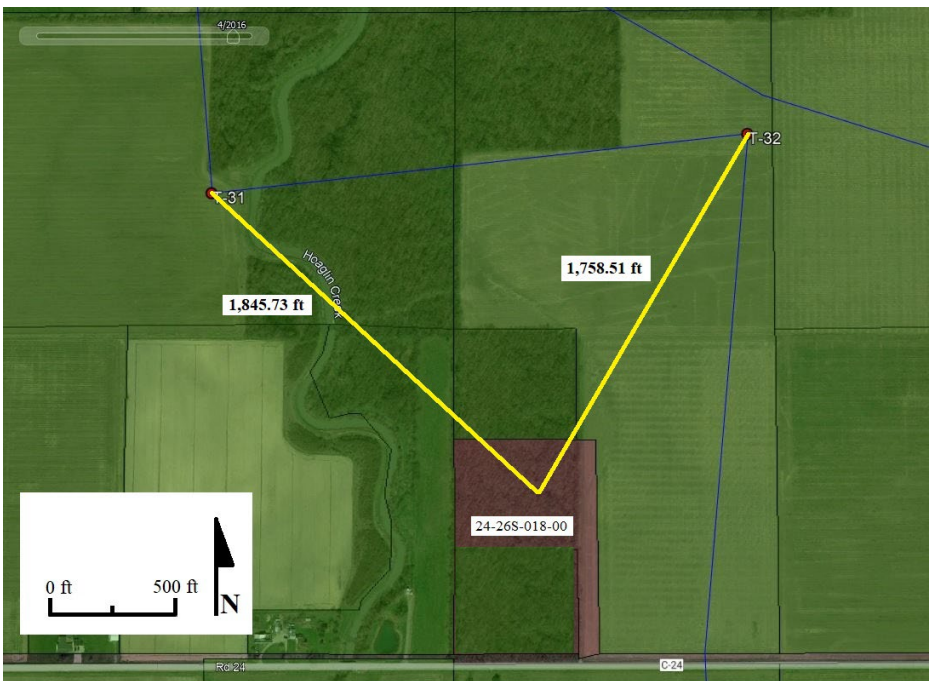 4/2016
T-32
T-31
Hoaglin Creek
1,758.51 ft
1,845.73 ft
24-26S-018-00
0 ft 500 ft
N
Rd 24
C-24